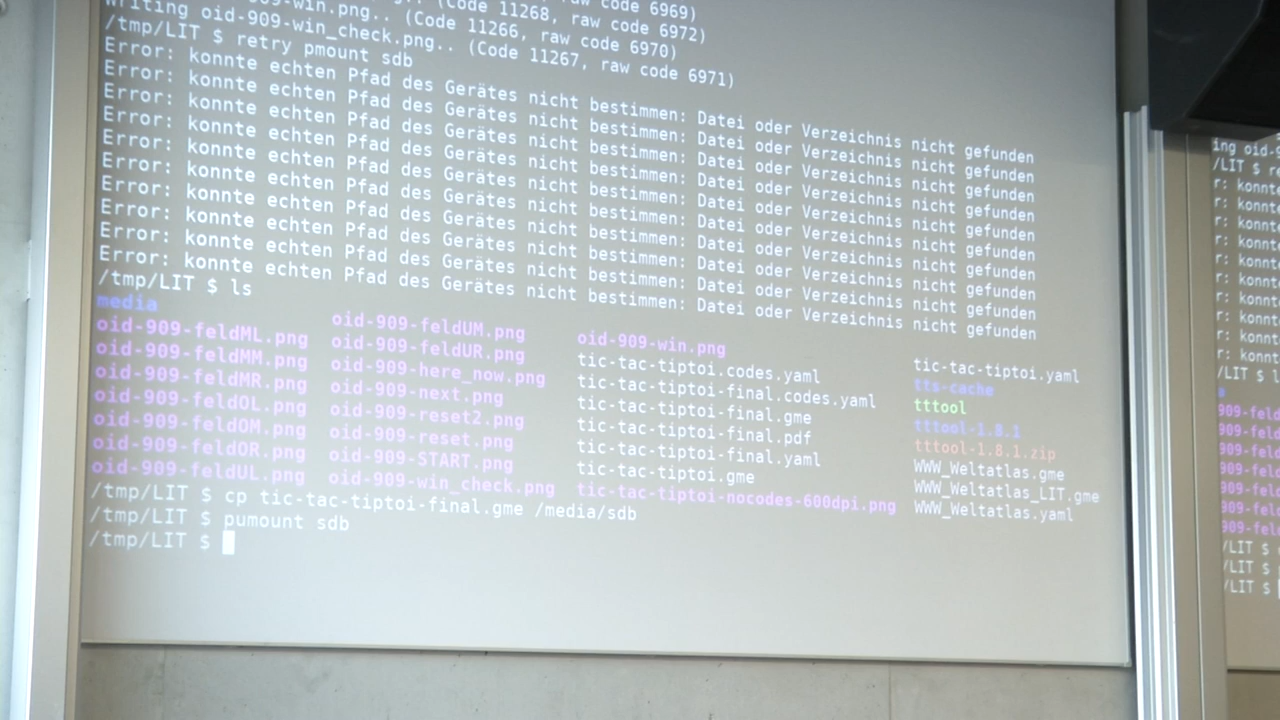 -win.png.. (Code 11268, raw code 6969)
Writing oid-909-win.png.. (Code 11266, raw code 6972)
oid-909-win_check.png.. (Code 11267, raw code 6970)
raw code 6971)
/tmp/LIT $ retry pmount sdb
Error: konnte echten Pfad des Gerätes nicht bestimmen: Datei oder Verzeichnis nicht gefunden
Error: konnte echten Pfad des Gerätes nicht bestimmen: Datei oder Verzeichnis nicht gefunden
Error: konnte echten Pfad des Gerätes nicht bestimmen: Datei oder Verzeichnis nicht gefunden
Error: konnte echten Pfad des Gerätes nicht bestimmen: Datei oder Verzeichnis nicht gefunden
Error: konnte echten Pfad des Gerätes nicht bestimmen: Datei oder Verzeichnis nicht gefunden
Error: konnte echten Pfad des Gerätes nicht bestimmen: Datei oder Verzeichnis nicht gefunden
Error: konnte echten Pfad des Gerätes nicht bestimmen: Datei oder Verzeichnis nicht gefunden
Error: konnte echten Pfad des Gerätes nicht bestimmen: Datei oder Verzeichnis nicht gefunden
Error: konnte echten Pfad des Gerätes nicht bestimmen: Datei oder Verzeichnis nicht gefunden
/tmp/LIT $ ls
media
oid-909-feldML.png oid-909-feldUM.png oid-909-win.png tic-tac-tiptoi.yaml
oid-909-feldMM.png oid-909-feldUR.png tic-tac-tiptoi.codes.yaml tts-cache
oid-909-feldMR.png oid-909-here_now.png tic-tac-tiptoi-final.codes.yaml tttool
oid-909-feldOL.png oid-909-next.png tic-tac-tiptoi-final.gme tttool-1.8.1
oid-909-feldOM.png oid-909-reset2.png tic-tac-tiptoi-final.pdf tttool-1.8.1.zip
oid-909-feldOR.png oid-909-reset.png tic-tac-tiptoi-final.yaml WWW_Weltatlas.gme
oid-909-feldUL.png oid-909-START.png tic-tac-tiptoi.gme WWW_Weltatlas_LIT.gme
oid-909-win_check.png tic-tac-tiptoi-nocodes-600dpi.png WWW_Weltatlas.yaml
/tmp/LIT $ cp tic-tac-tiptoi-final.gme /media/sdb
/tmp/LIT $ pumount sdb
/tmp/LIT $